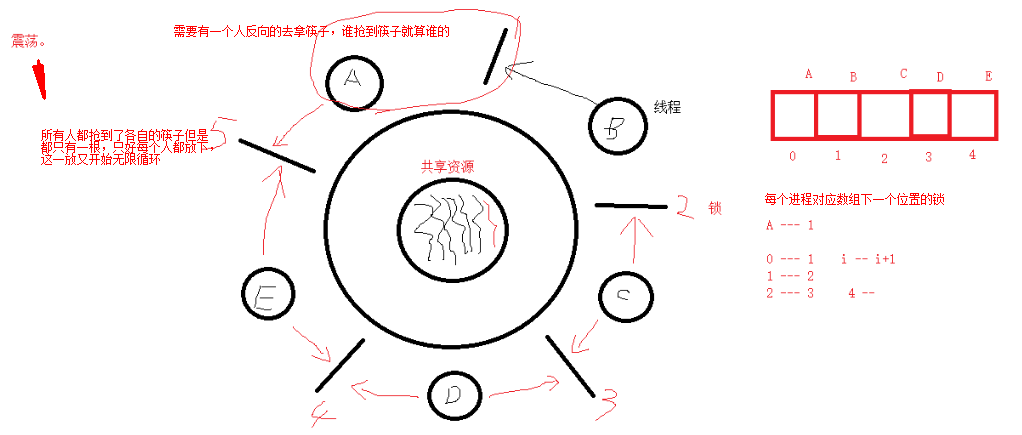 需要有一个人反向的去拿筷子，谁抢到筷子就算谁的
震荡。
A
B
线程
所有人都抢到了各自的筷子但是
都只有一根，只好每个人都放下，
这一放又开始无限循环
5
共享资源
2
锁
E
C
D
4
3
A B C D E
0 1 2 3 4
每个进程对应数组下一个位置的锁
A --- 1
0 --- 1 i -- i+1
1 --- 2
2 --- 3 4 --